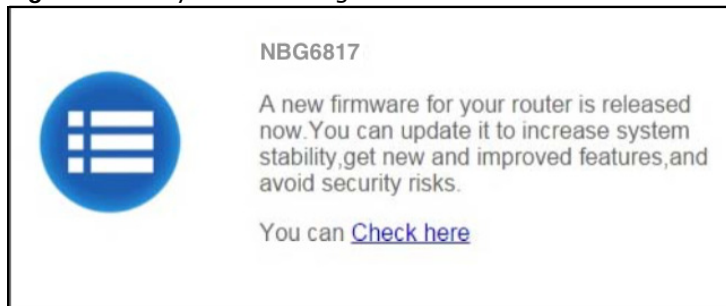 NBG6817
A new firmware for your router is released
now.You can update it to increase system
stability,get new and improved features,and
avoid security risks.
You can Check here